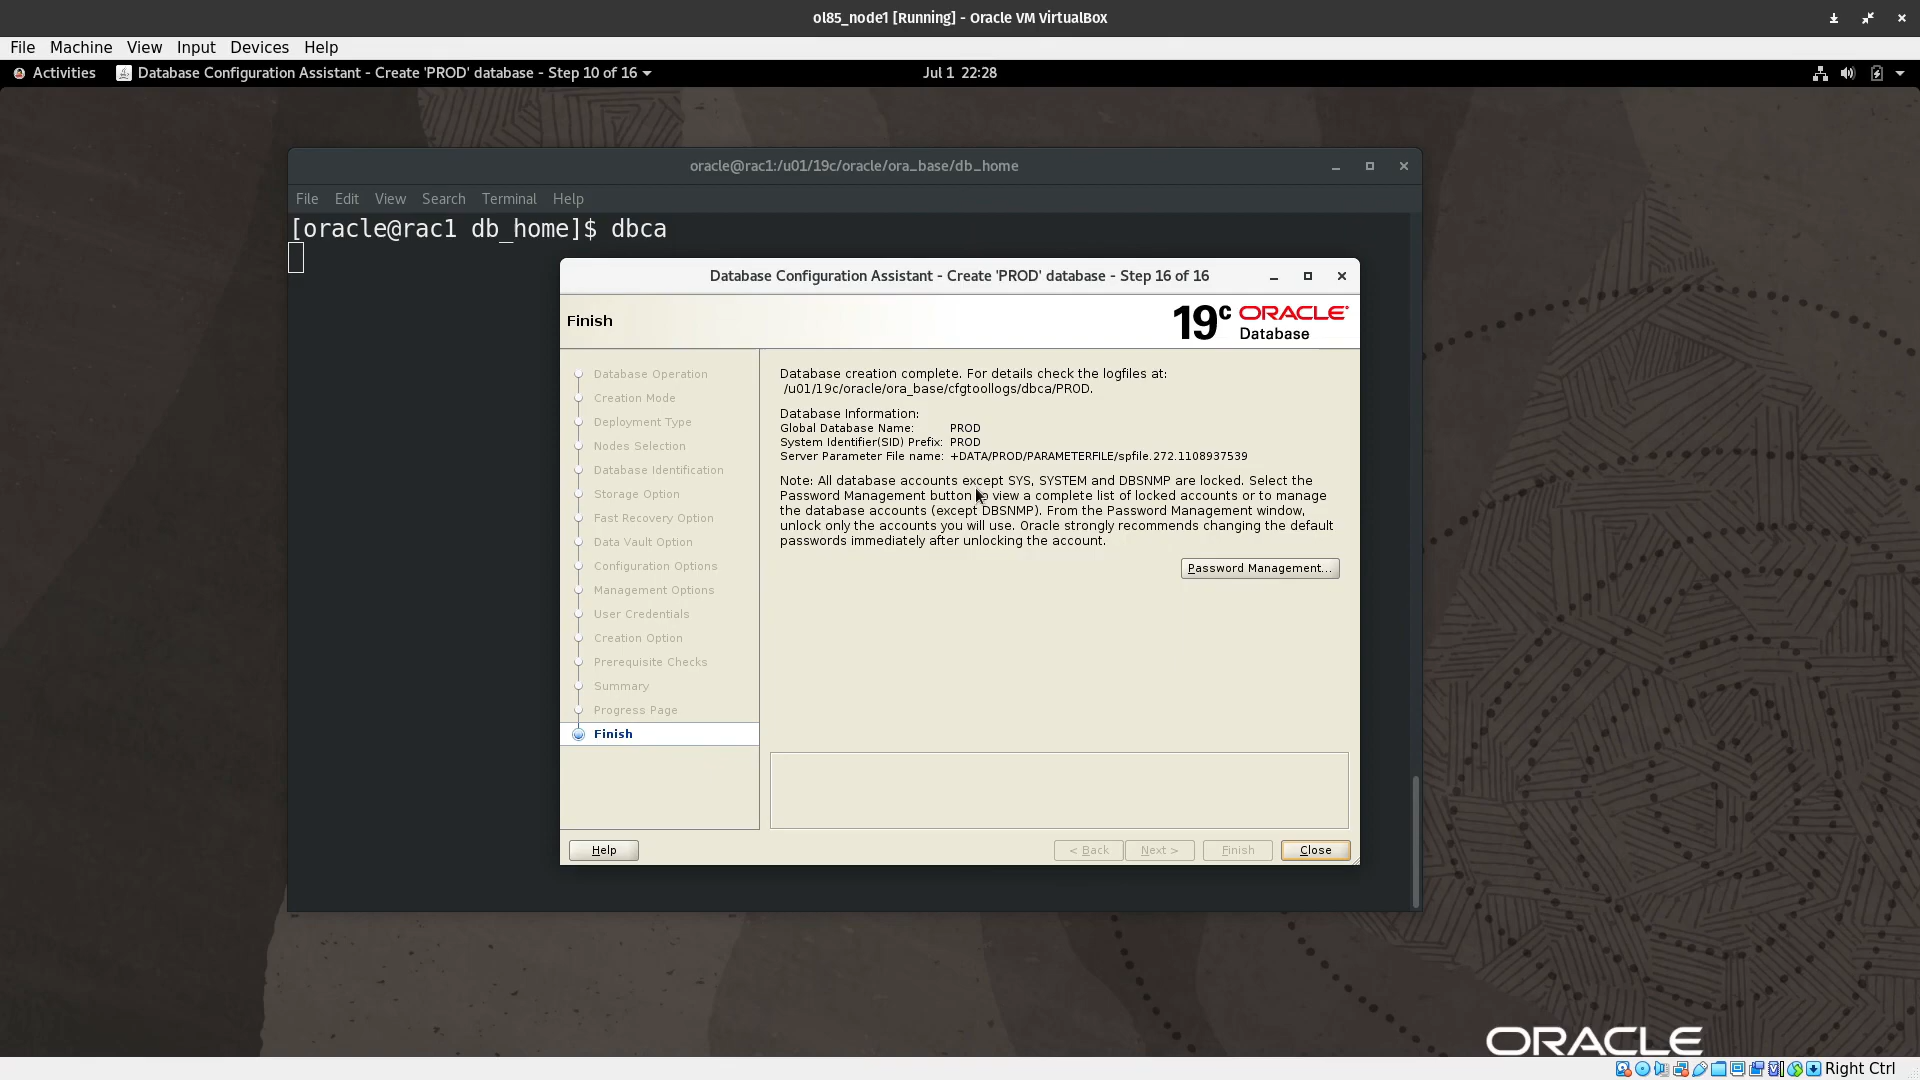 ol85_node1 [Running] - Oracle VM VirtualBox
File Machine View Input Devices Help
Activities Database Configuration Assistant - Create 'PROD' database - Step 10 of 16 Jul 1 22:28
oracle@rac1:/u01/19c/oracle/ora_base/db_home
File Edit View Search Terminal Help
[oracle@rac1 db_home]$ dbca
Database Configuration Assistant - Create 'PROD' database - Step 16 of 16
Finish
19c ORACLE
Database
Database Operation
Creation Mode
Deployment Type
Nodes Selection
Database Identification
Storage Option
Fast Recovery Option
Data Vault Option
Configuration Options
Management Options
User Credentials
Creation Option
Prerequisite Checks
Summary
Progress Page
Finish
Database creation complete. For details check the logfiles at:
/u01/19c/oracle/ora_base/cfgtoollogs/dbca/PROD.
Database Information:
Global Database Name: PROD
System Identifier(SID) Prefix: PROD
Server Parameter File name: +DATA/PROD/PARAMETERFILE/spfile.272.1108937539
Note: All database accounts except SYS, SYSTEM and DBSNMP are locked. Select the
Password Management button to view a complete list of locked accounts or to manage
the database accounts (except DBSNMP). From the Password Management window,
unlock only the accounts you will use. Oracle strongly recommends changing the default
passwords immediately after unlocking the account.
Password Management...
Help < Back Next > Finish Close
ORACLE
Right Ctrl